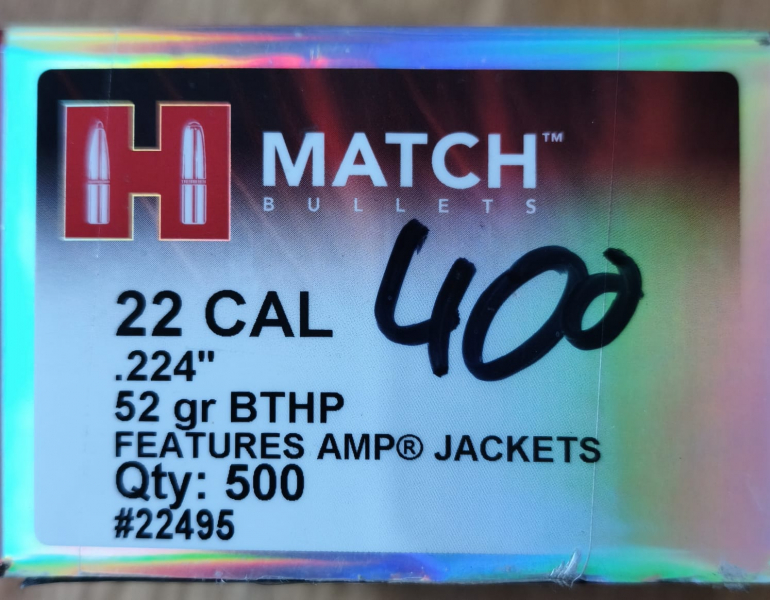 H MATCH™
BULLETS
400
22 CAL
.224"
52 gr BTHP
FEATURES AMP® JACKETS
Qty: 500
#22495